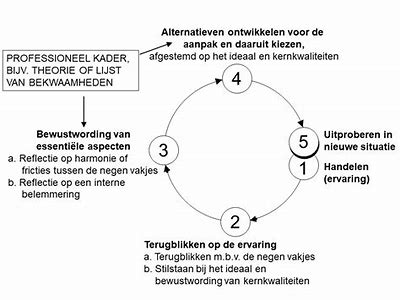 Alternatieven ontwikkelen voor de
aanpak en daaruit kiezen,
afgestemd op het ideaal en kernkwaliteiten
PROFESSIONEEL KADER,
BIJV. THEORIE OF LIJST
VAN BEKWAAMHEDEN
4
Bewustwording van
essentiële aspecten
a. Reflectie op harmonie of
fricties tussen de negen vakjes
b. Reflectie op een interne
belemmering
3
5
Uitproberen in
nieuwe situatie
1
Handelen
(ervaring)
2
Terugblikken op de ervaring
a. Terugblikken m.b.v. de negen vakjes
b. Stilstaan bij het ideaal en
bewustwording van kernkwaliteiten